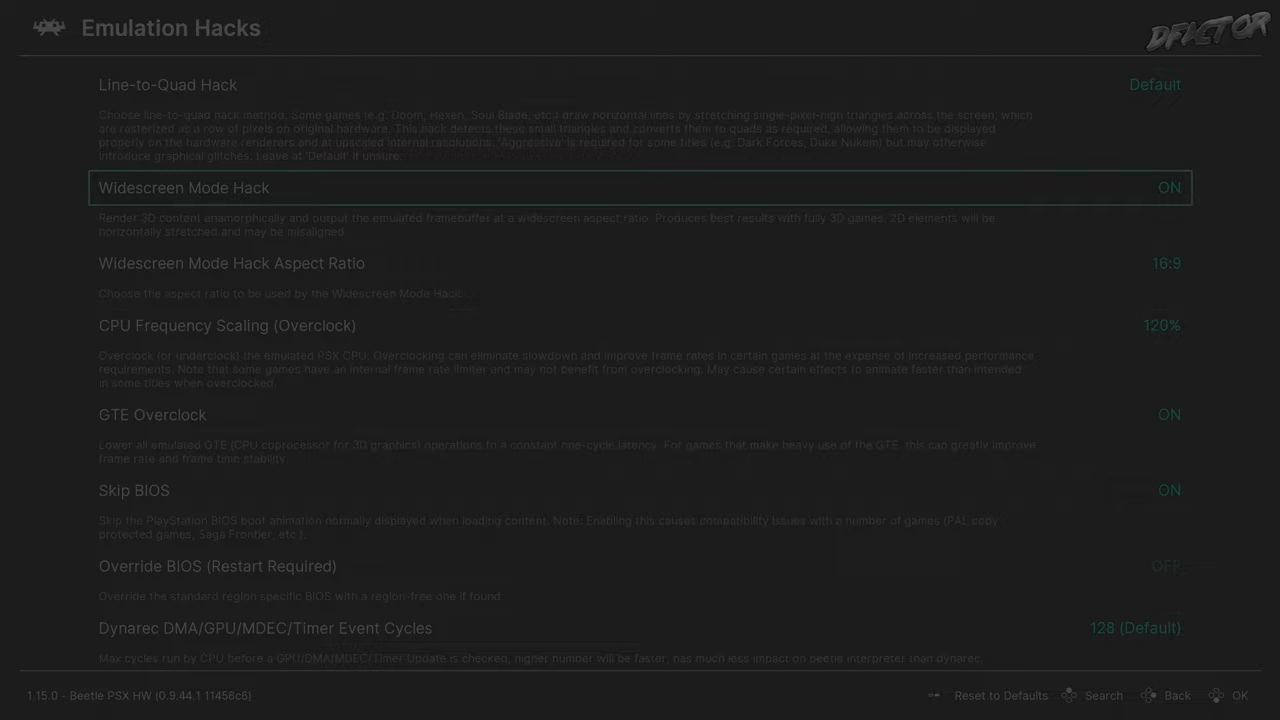 Emulation Hacks
DFACTOR
Line-to-Quad Hack
Default
Choose line-to-quad hack method. Some games (e.g. Doom, Hexen, Soul Blade, etc.) draw horizontal lines by stretching single-pixel-high triangles across the screen, which
are rasterized as a row of pixels on original hardware. This hack detects these small triangles and converts them to quads as required, allowing them to be displayed
properly on the hardware renderers and at upscaled internal resolutions. 'Aggressive' is required for some titles (e.g. Dark Forces, Duke Nukem) but may otherwise
introduce graphical glitches. Leave at 'Default' if unsure.
Widescreen Mode Hack
ON
Render 3D content anamorphically and output the emulated framebuffer at a widescreen aspect ratio. Produces best results with fully 3D games. 2D elements will be
horizontally stretched and may be misaligned.
Widescreen Mode Hack Aspect Ratio
16:9
Choose the aspect ratio to be used by the Widescreen Mode Hack.
CPU Frequency Scaling (Overclock)
120%
Overclock (or underclock) the emulated PSX CPU. Overclocking can eliminate slowdown and improve frame rates in certain games at the expense of increased performance
requirements. Note that some games have an internal frame rate limiter and may not benefit from overclocking. May cause certain effects to animate faster than intended
in some titles when overclocked.
GTE Overclock
ON
Lower all emulated GTE (CPU coprocessor for 3D graphics) operations to a constant one-cycle latency. For games that make heavy use of the GTE, this can greatly improve
frame rate and frame time stability.
Skip BIOS
ON
Skip the PlayStation BIOS boot animation normally displayed when loading content. Note: Enabling this causes compatibility issues with a number of games (PAL copy
protected games, Saga Frontier, etc.).
Override BIOS (Restart Required)
OFF
Override the standard region specific BIOS with a region-free one if found.
Dynarec DMA/GPU/MDEC/Timer Event Cycles
128 (Default)
Max cycles run by CPU before a GPU/DMA/MDEC/Timer Update is checked, higher number will be faster, has much less impact on beetle interpreter than dynarec.
1.15.0 - Beetle PSX HW (0.9.44.1 11456c6)
Reset to Defaults
Search
Back
OK